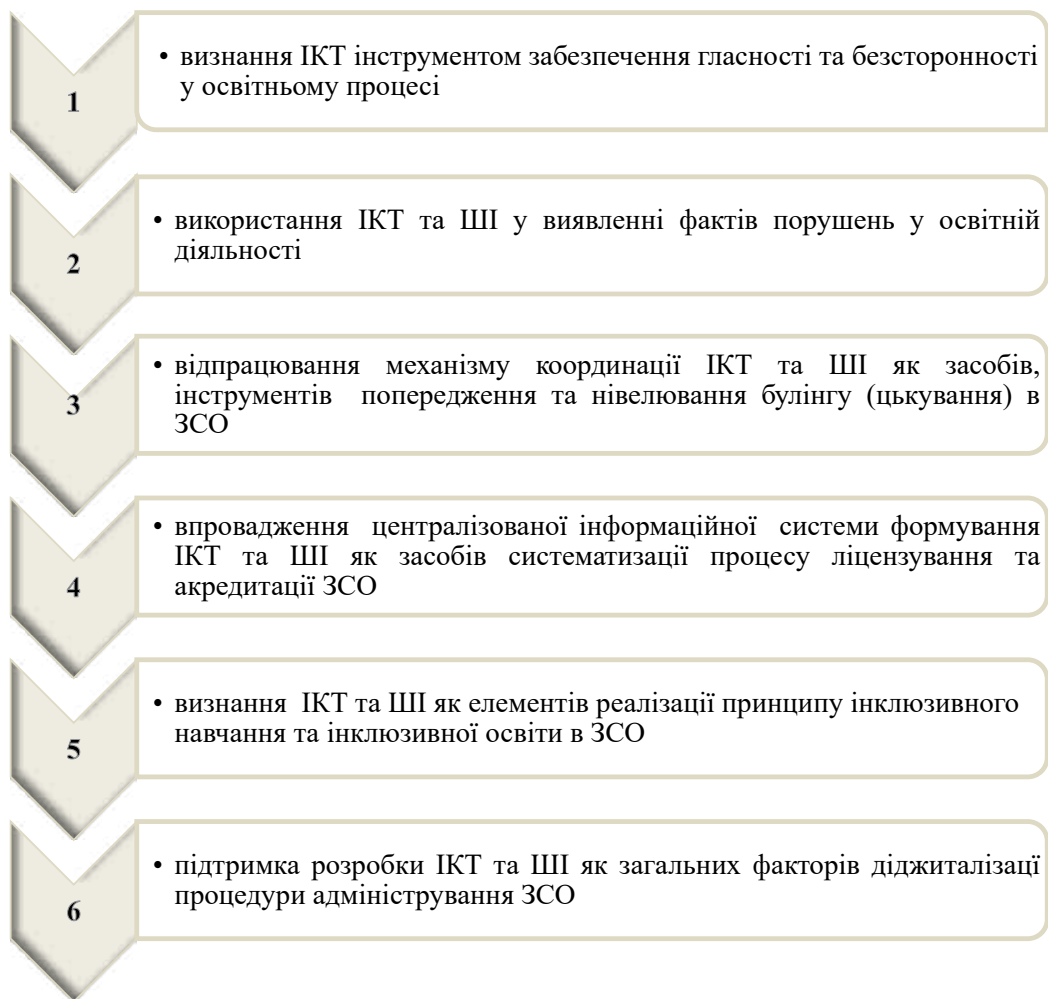 1
• визнання ІКТ інструментом забезпечення гласності та безсторонності
у освітньому процесі
2
• використання ІКТ та ШІ у виявленні фактів порушень у освітній
діяльності
3
• відпрацювання механізму координації ІКТ та ШІ як засобів,
інструментів попередження та нівелювання булінгу (цькування) в
ЗСО
4
• впровадження централізованої інформаційної системи формування
ІКТ та ШІ як засобів систематизації процесу ліцензування та
акредитації ЗСО
5
• визнання ІКТ та ШІ як елементів реалізації принципу інклюзивного
навчання та інклюзивної освіти в ЗСО
6
• підтримка розробки ІКТ та ШІ як загальних факторів діджиталізаці
процедури адміністрування ЗСО